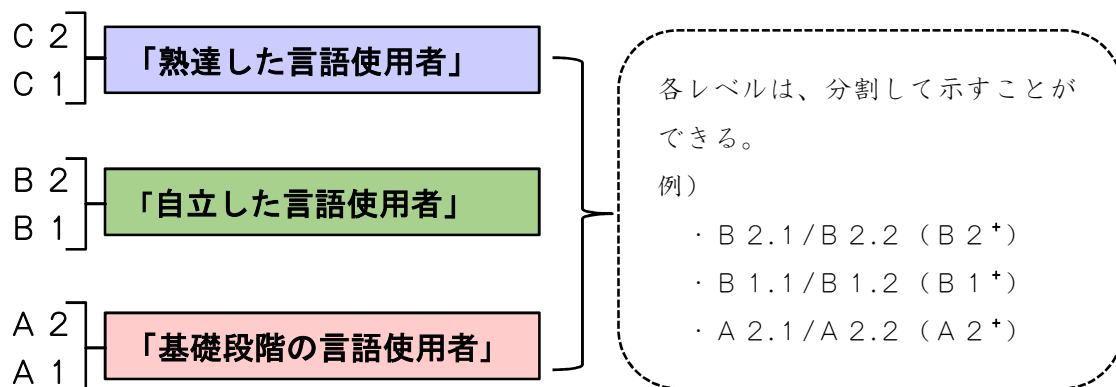 C 2
「熟達した言語使用者」
C 1
B 2
「自立した言語使用者」
B 1
A 2
「基礎段階の言語使用者」
A 1
各レベルは、分割して示すことが
できる。
例）
・B 2.1/B 2.2 (B 2⁺)
・B 1.1/B 1.2 (B 1⁺)
・A 2.1/A 2.2 (A 2⁺)